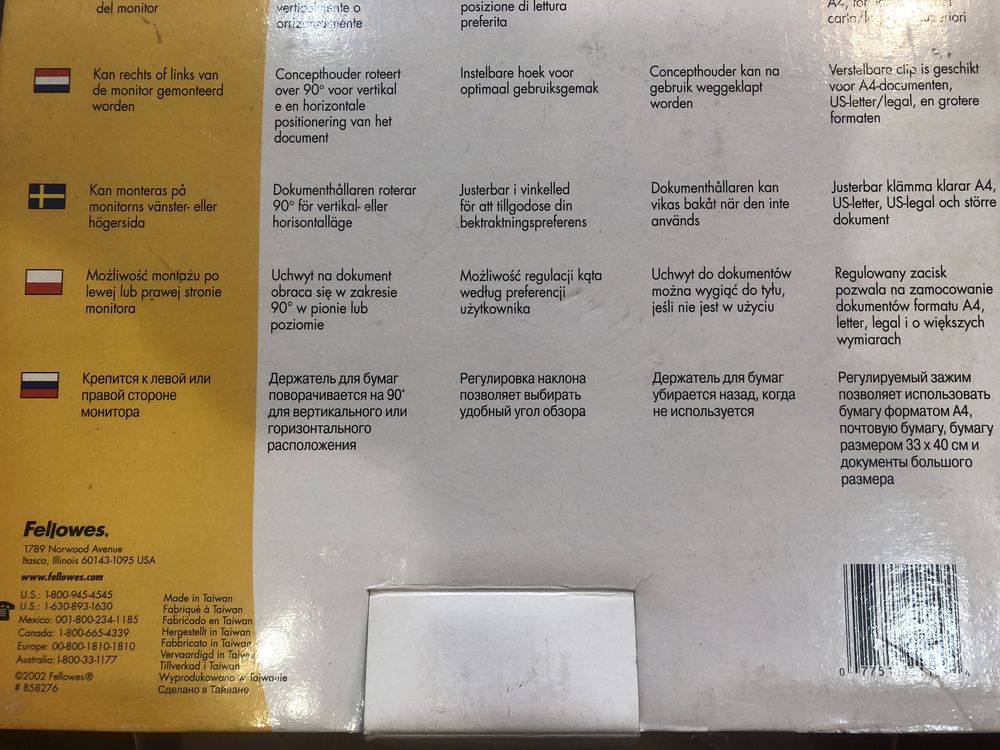 del monitor
verticalmente o
orizzontalmente
posizione di lettura
preferita
A4,
carta/
Kan rechts of links van
de monitor gemonteerd
worden
Concepthouder roteert
over 90° voor vertikal
e en horizontale
positionering van het
document
Instelbare hoek voor
optimaal gebruiksgemak
Concepthouder kan na
gebruik weggeklapt
worden
Verstelbare clip is geschikt
voor A4-documenten,
US-letter/legal, en grotere
formaten
Kan monteras på
monitorns vänster- eller
högersida
Dokumenthållaren roterar
90° för vertikal- eller
horisontalläge
Justerbar i vinkelled
för att tillgodose din
bektraktningspreferens
Dokumenthållaren kan
vikas bakåt när den inte
används
Justerbar klämma klarar A4,
US-letter, US-legal och större
dokument
Możliwość montażu po
lewej lub prawej stronie
monitora
Uchwyt na dokument
obraca się w zakresie
90° w pionie lub
poziomie
Możliwość regulacji kąta
według preferencji
użytkownika
Uchwyt do dokumentów
można wygiąć do tyłu,
jeśli nie jest w użyciu
Regulowany zacisk
pozwala na zamocowanie
dokumentów formatu A4,
letter, legal i o większych
wymiarach
Крепится к левой или
правой стороне
монитора
Держатель для бумаг
поворачивается на 90°
для вертикального или
горизонтального
расположения
Регулировка наклона
позволяет выбирать
удобный угол обзора
Держатель для бумаг
убирается назад, когда
не используется
Регулируемый зажим
позволяет использовать
бумагу форматом А4,
почтовую бумагу, бумагу
размером 33 х 40 см и
документы большого
размера
Fellowes.
1789 Norwood Avenue
Itasca, Illinois 60143-1095 USA
www.fellowes.com
U.S.: 1-800-945-4545
U.S.: 1-630-893-1630
Mexico: 001-800-234-1185
Canada: 1-800-665-4339
Europe: 00-800-1810-1810
Australia: 1-800-33-1177
©2002 Fellowes®
# 858276
Made in Taiwan
Fabriqué à Taiwan
Fabricado en Taiwan
Hergestellt in Taiwan
Fabbricato in Taiwan
Vervaardigd in Taiwan
Tillverkad i Taiwan
Wyprodukowano w Tajwanie
Сделано в Тайване